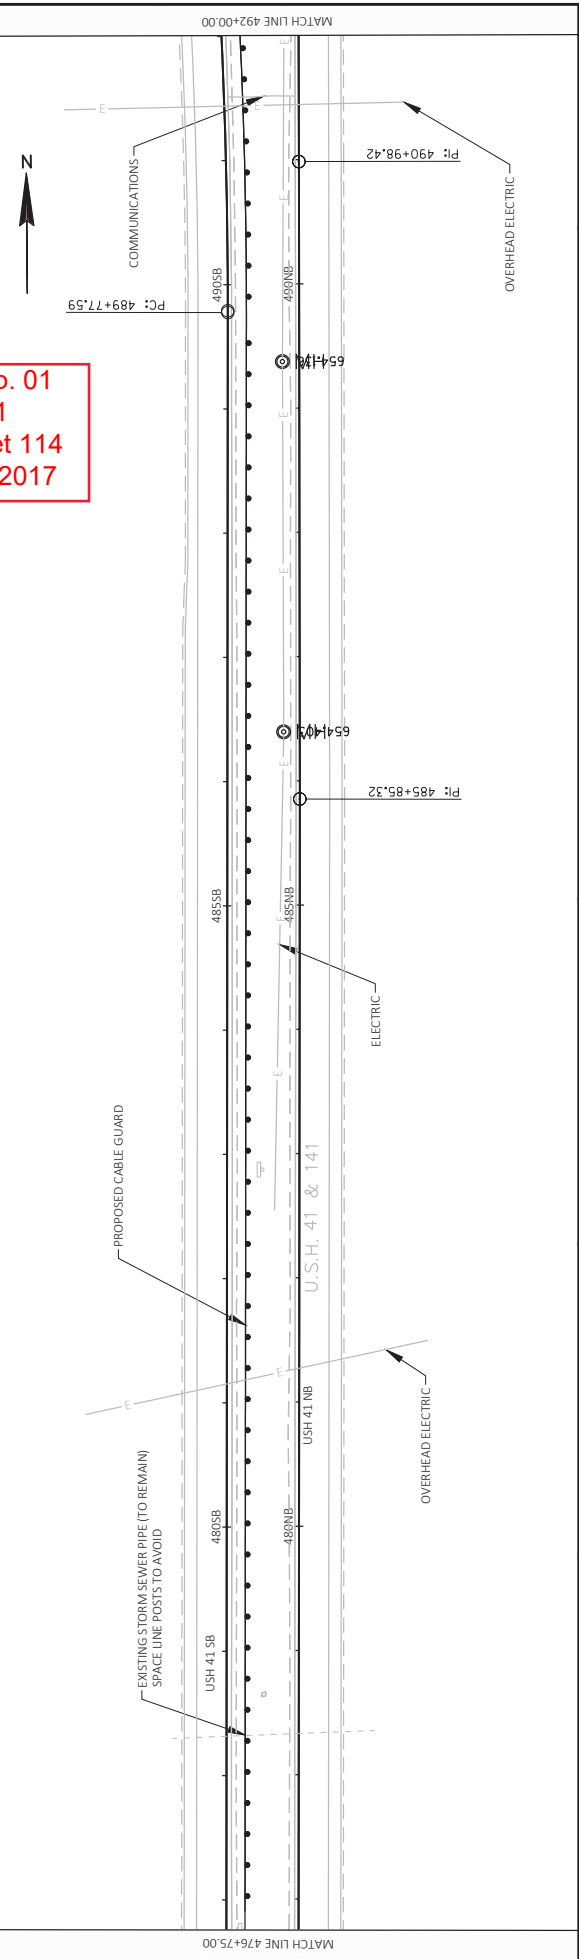 MATCH LINE 492+00.00
E
E
E
COMMUNICATIONS
PI: 490+98.42
OVERHEAD ELECTRIC
N
E
490SB
490NB
PC: 489+77.59
E
o. 01
1
et 114
2017
E
E
PI: 485+85.32
485SB
485NB
E
ELECTRIC
E
PROPOSED CABLE GUARD
U.S.H. 41 & 141
E
E
USH 41 NB
OVERHEAD ELECTRIC
EXISTING STORM SEWER PIPE (TO REMAIN)
SPACE LINE POSTS TO AVOID
480SB
480NB
USH 41 SB
MATCH LINE 476+75.00